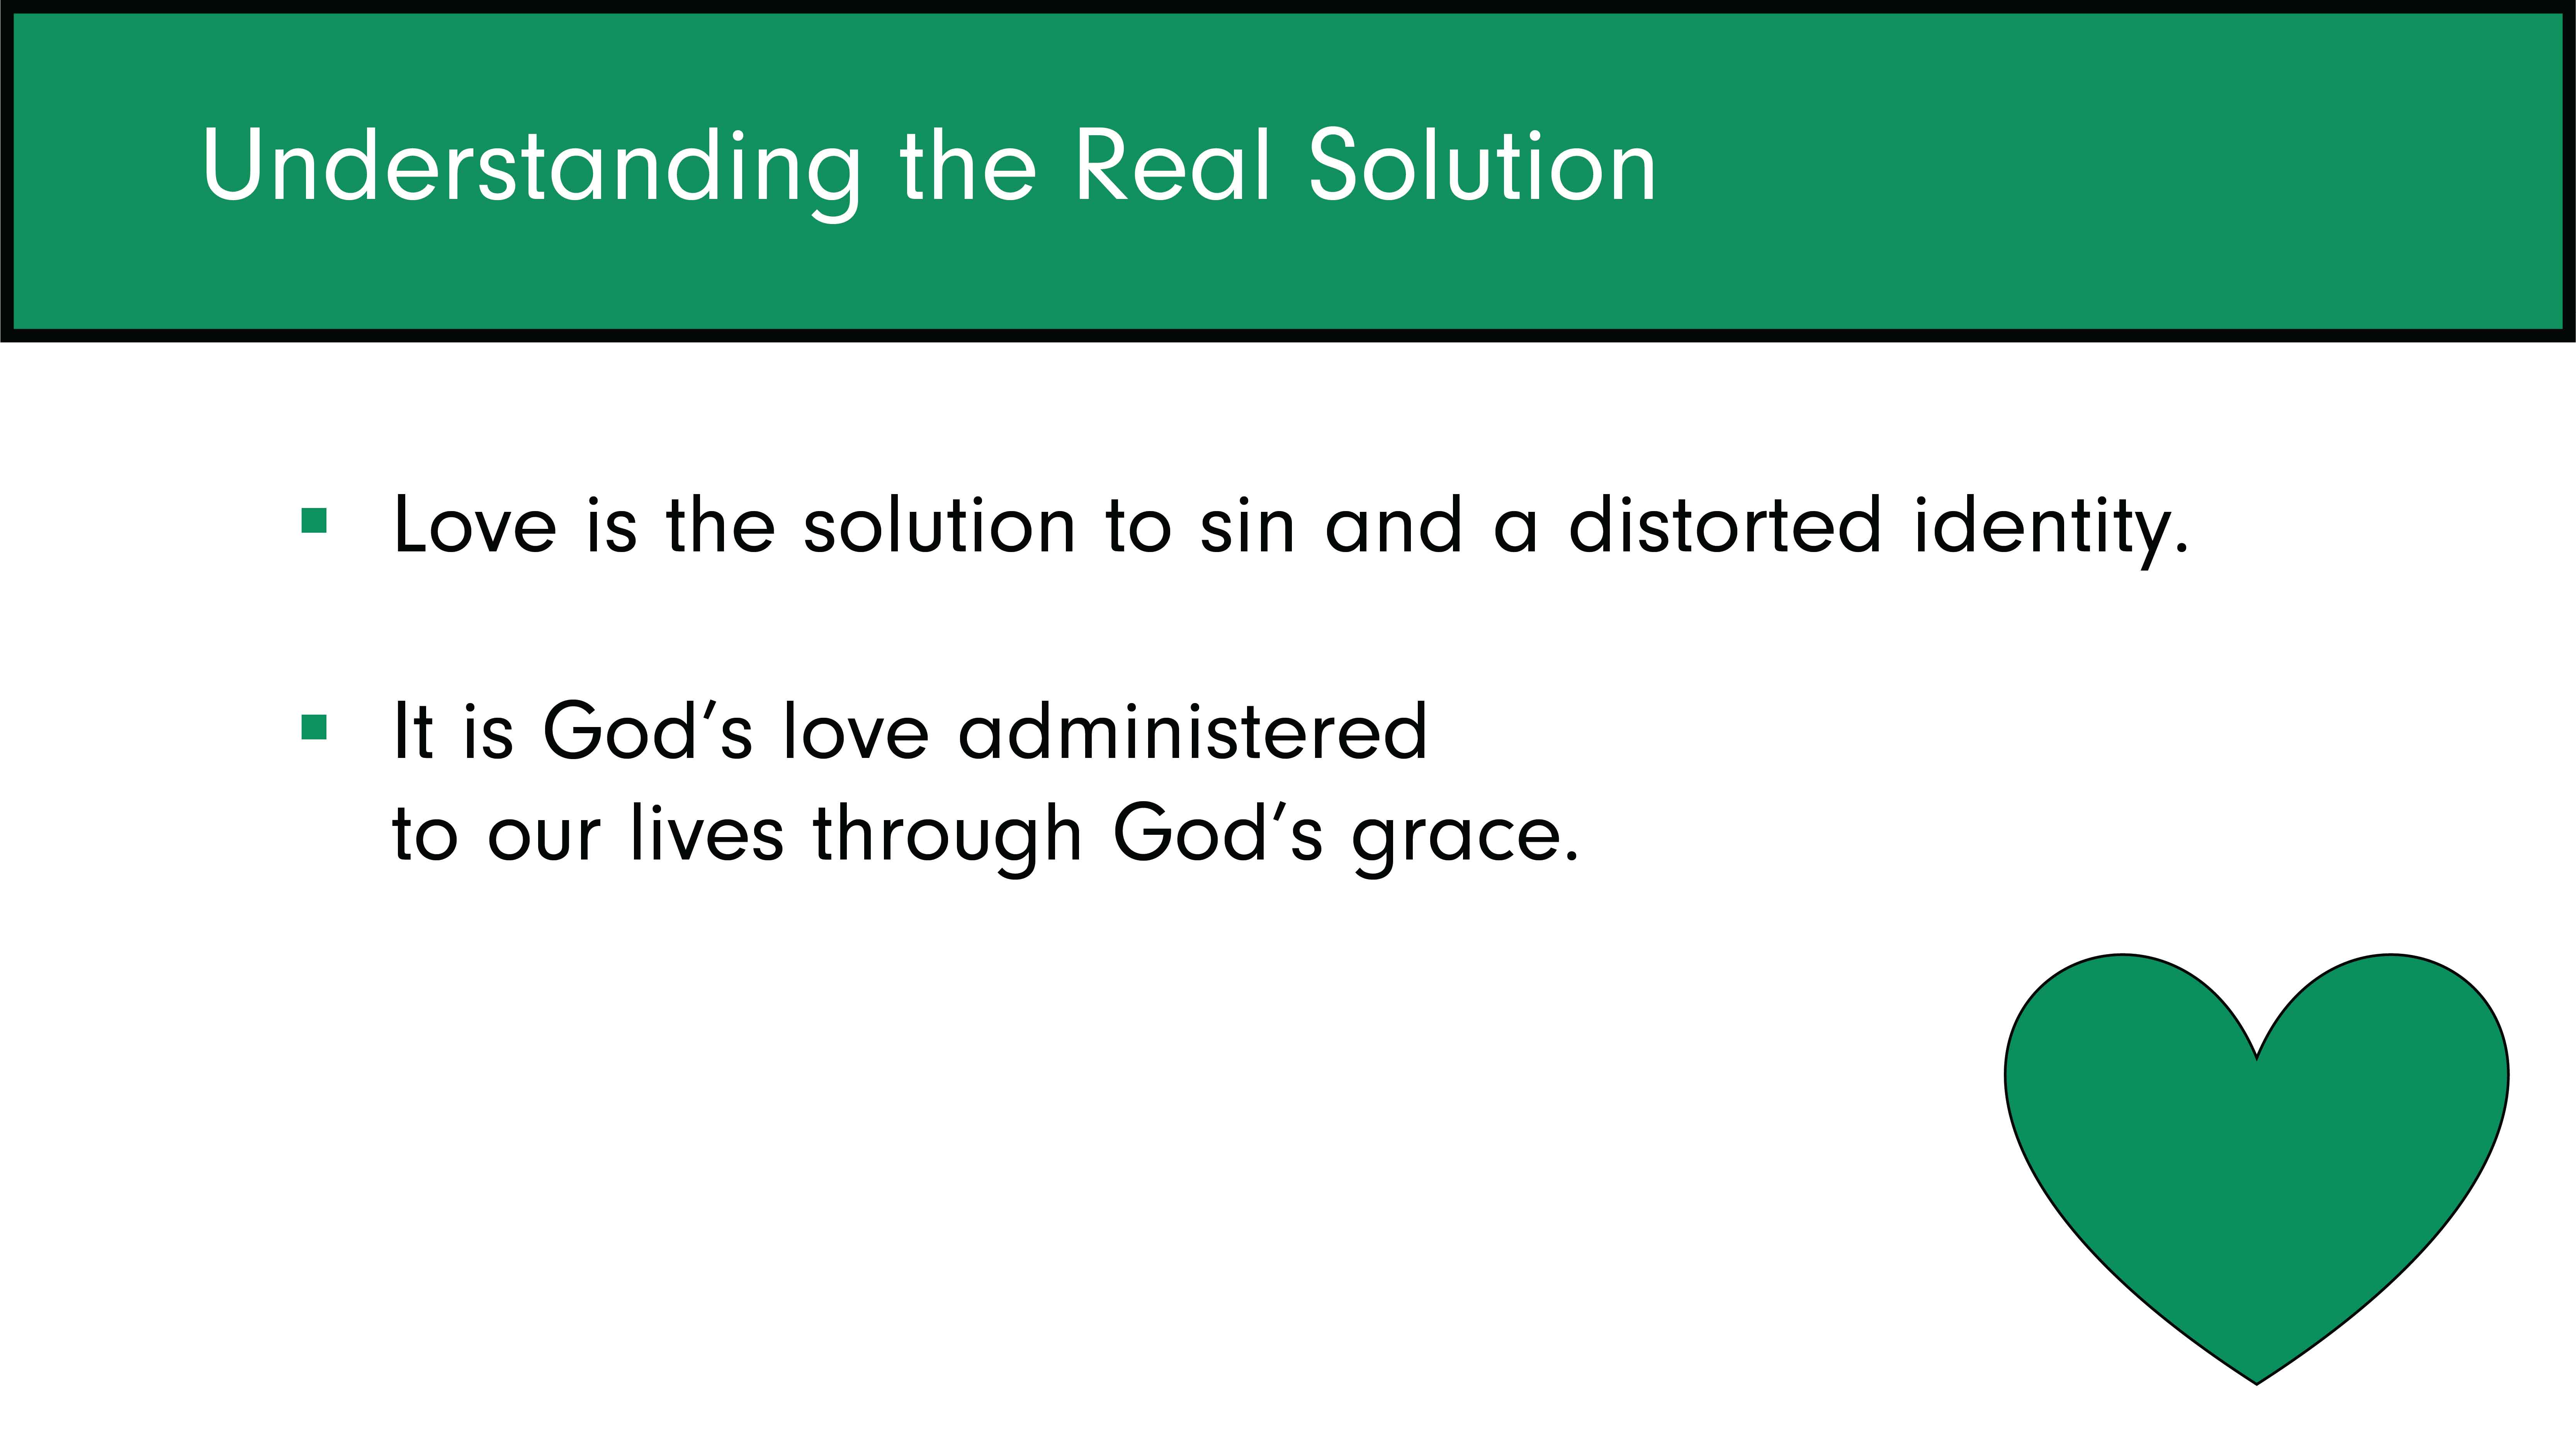 Understanding the Real Solution
Love is the solution to sin and a distorted identity.
It is God’s love administered
to our lives through God’s grace.